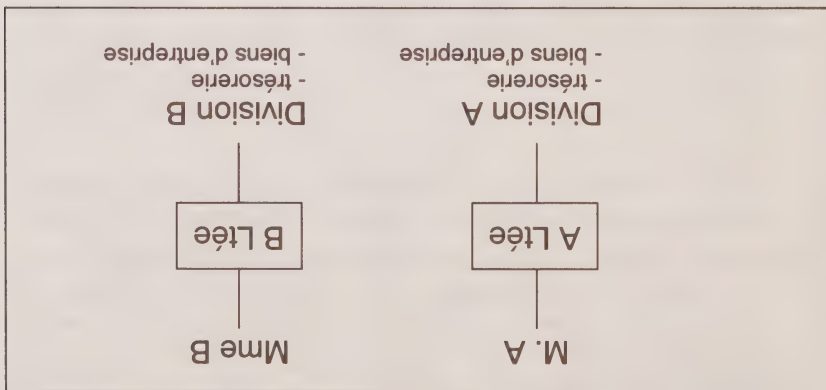 M. A Mme B
A Ltée B Ltée
Division A Division B
- trésorerie - trésorerie
- biens d'entreprise - biens d'entreprise